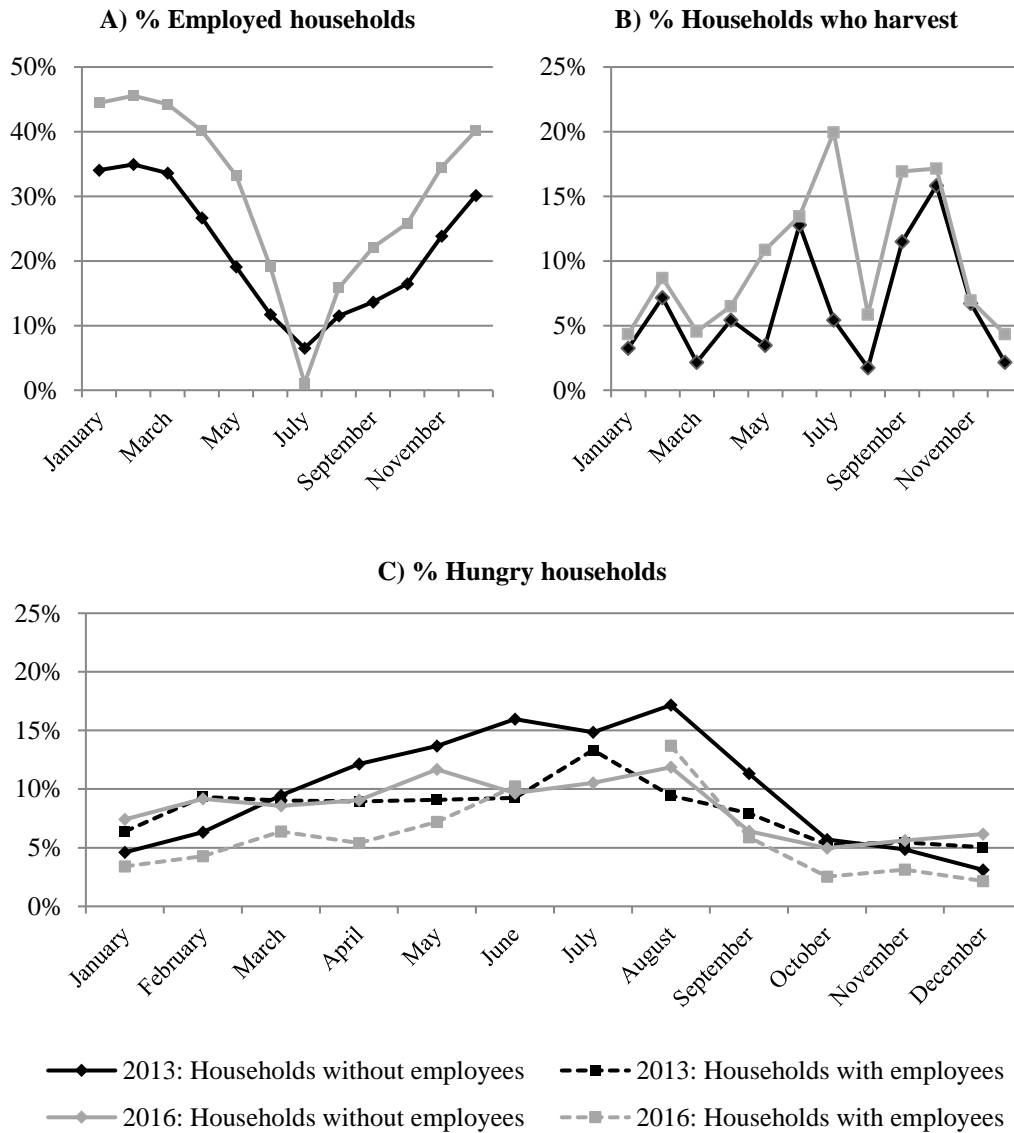 A) % Employed households
50%
40%
30%
20%
10%
0%
January
March
May
July
September
November
B) % Households who harvest
25%
20%
15%
10%
5%
0%
January
March
May
July
September
November
C) % Hungry households
25%
20%
15%
10%
5%
0%
January
February
March
April
May
June
July
August
September
October
November
December
2013: Households without employees
2013: Households with employees
2016: Households without employees
2016: Households with employees